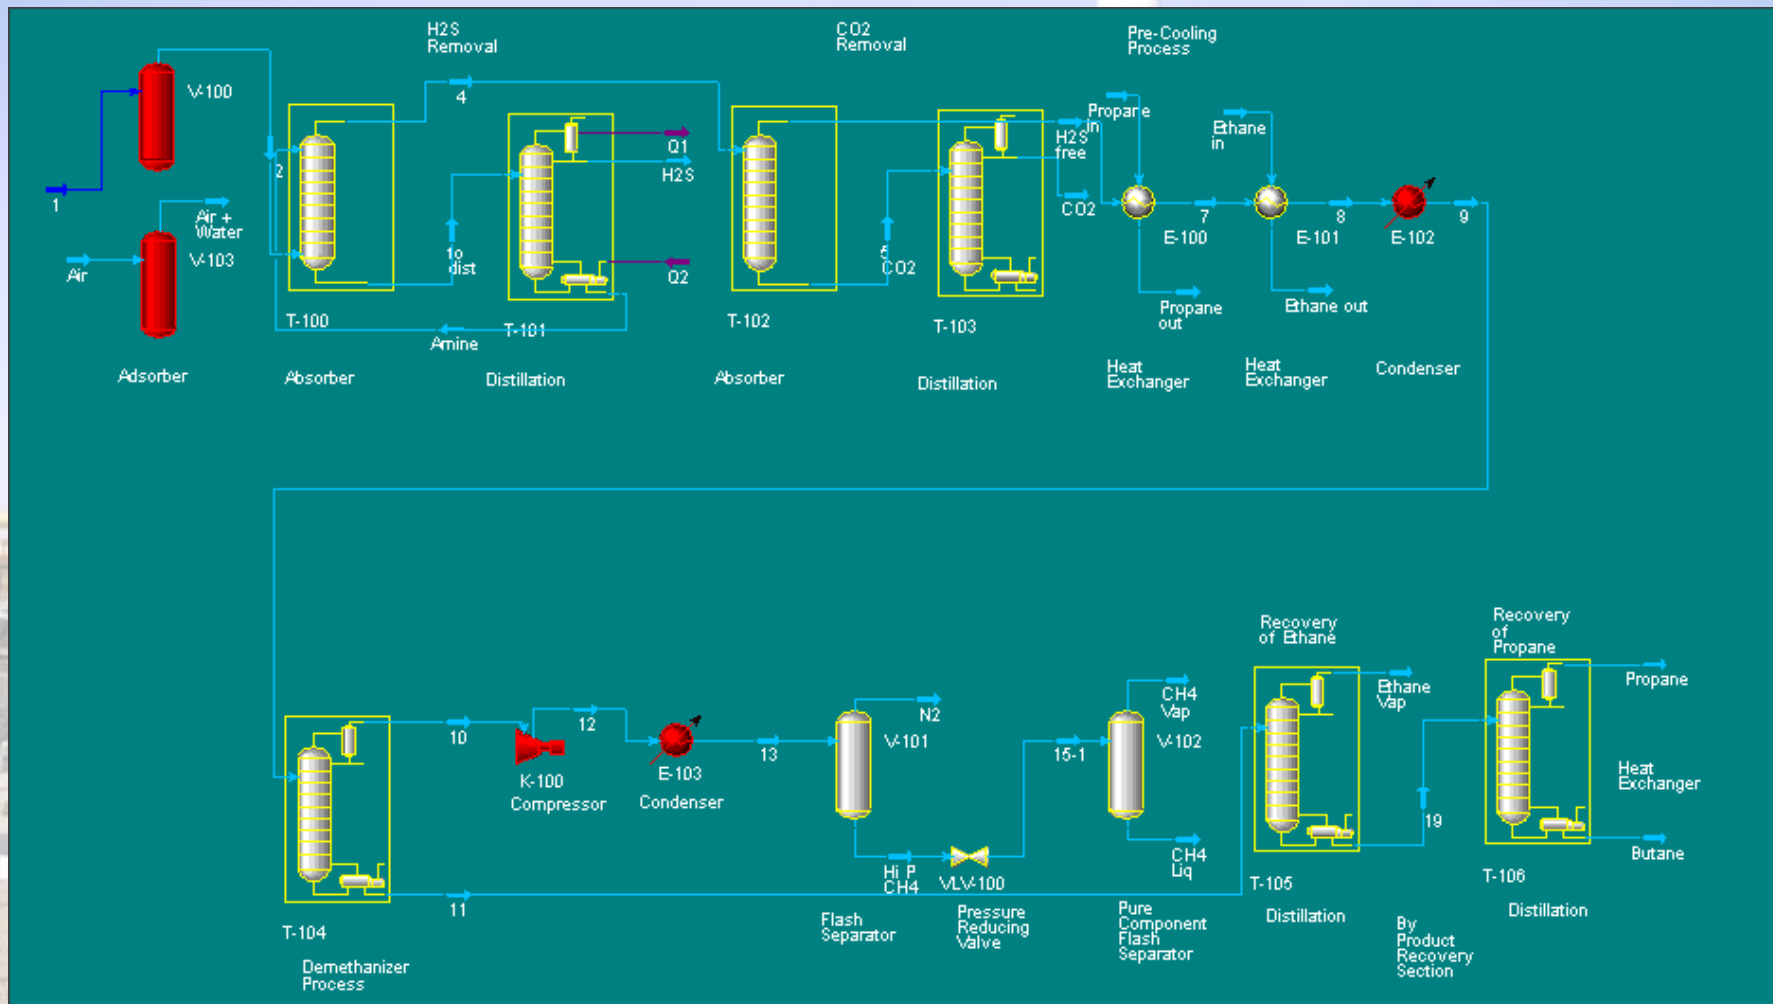 H2S
Removal
CO2
Removal
Pre-Cooling
Process
V-100
4
Propane
in
Ethane
in
H2S
free
Q1
H2S
2
1
Air +
Water
CO2
7
8
9
E-100
E-101
E-102
V-103
Air
to
dist
Q2
5
CO2
Propane
out
Ethane out
T-100
T-101
T-102
T-103
Amine
Adsorber
Absorber
Distillation
Absorber
Distillation
Heat
Exchanger
Heat
Exchanger
Condenser
Recovery
of Ethane
Recovery
of
Propane
Propane
Ethane
Vap
CH4
Vap
N2
10
12
13
V-101
15-1
V-102
K-100
Compressor
E-103
Condenser
Heat
Exchanger
19
Butane
Hi P
CH4
VLV-100
CH4
Liq
T-105
T-106
11
T-104
Flash
Separator
Pressure
Reducing
Valve
Pure
Component
Flash
Separator
Distillation
By
Product
Recovery
Section
Distillation
Demethanizer
Process